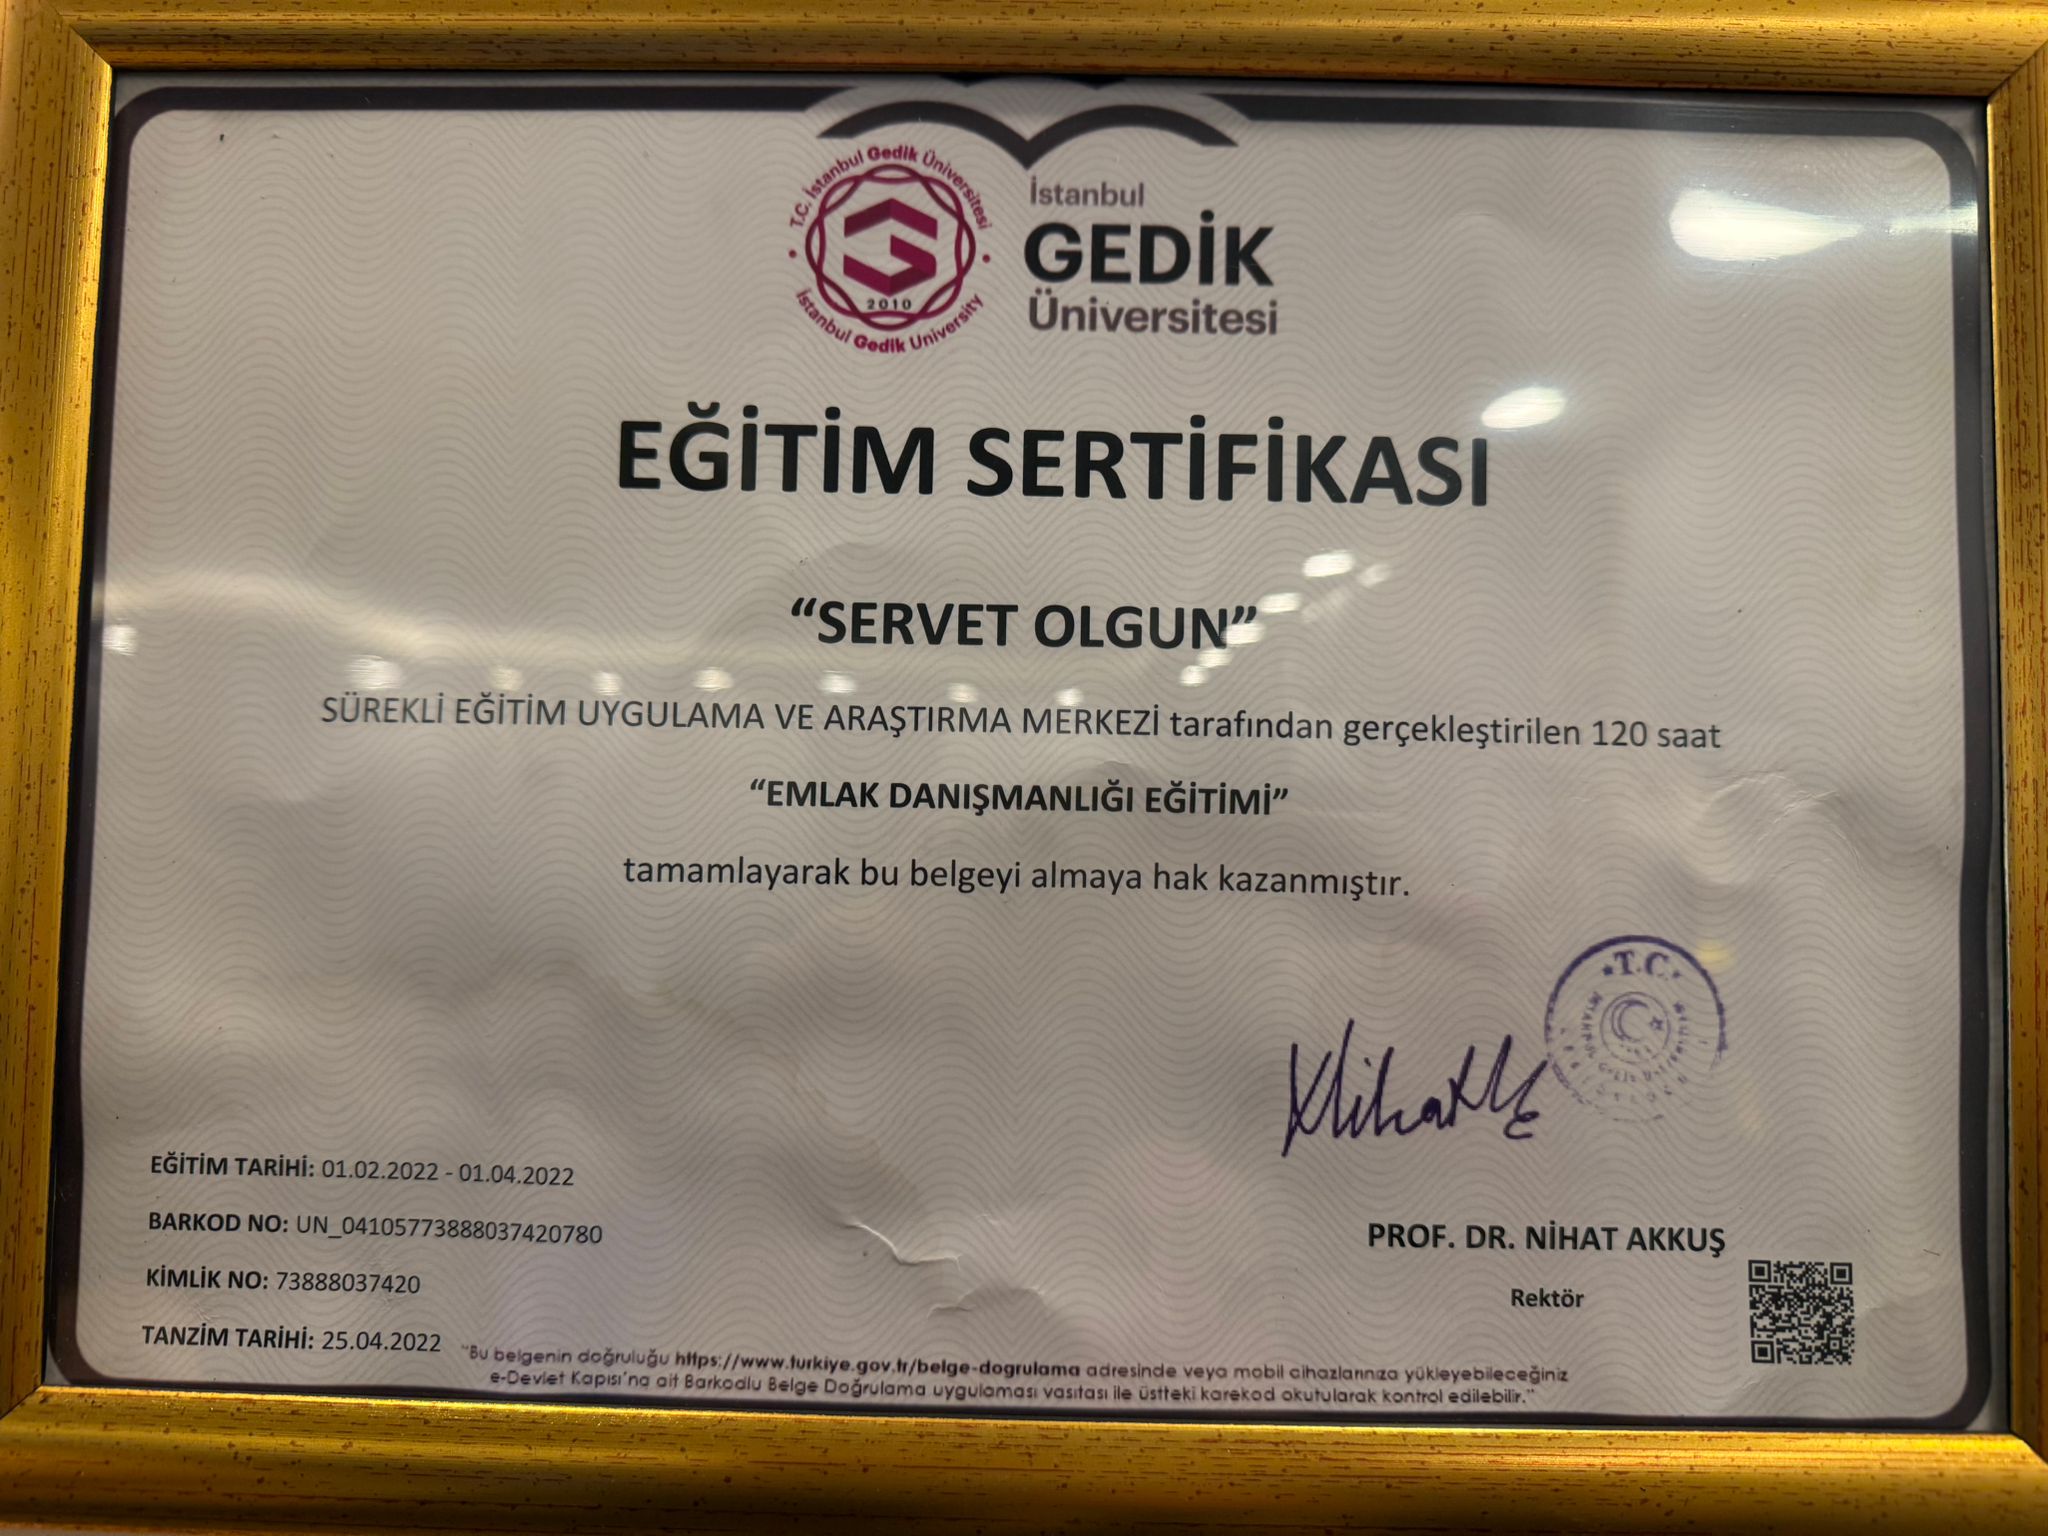 T.C. İstanbul Gedik Üniversitesi
2010
İstanbul Gedik University
İstanbul
GEDİK
Üniversitesi
EĞİTİM SERTİFİKASI
“SERVET OLGUN”
SÜREKLİ EĞİTİM UYGULAMA VE ARAŞTIRMA MERKEZİ tarafından gerçekleştirilen 120 saat
“EMLAK DANIŞMANLIĞI EĞİTİMİ”
tamamlayarak bu belgeyi almaya hak kazanmıştır.
T.C.
EĞİTİM TARİHİ: 01.02.2022 - 01.04.2022
BARKOD NO: UN_04105773888037420780
KİMLİK NO: 73888037420
TANZİM TARİHİ: 25.04.2022
PROF. DR. NİHAT AKKUŞ
Rektör
“Bu belgenin doğruluğu https://www.turkiye.gov.tr/belge-dogrulama adresinde veya mobil cihazlarınıza yükleyebileceğiniz
e-Devlet Kapısı’na ait Barkodlu Belge Doğrulama uygulaması vasıtası ile üstteki karekod okutularak kontrol edilebilir.”